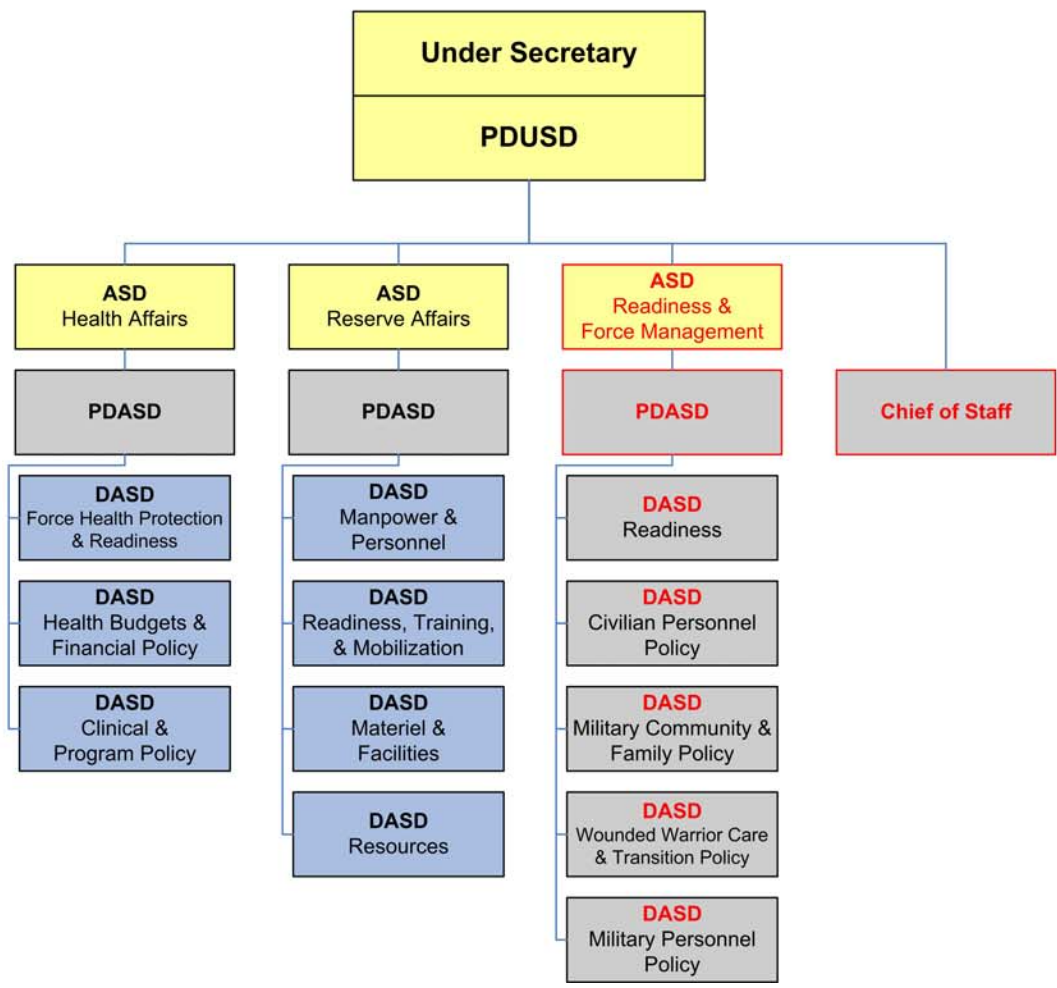 Under Secretary
PDUSD
ASD
Health Affairs
ASD
Reserve Affairs
ASD
Readiness &
Force Management
PDASD
PDASD
PDASD
Chief of Staff
DASD
Force Health Protection
& Readiness
DASD
Health Budgets &
Financial Policy
DASD
Clinical &
Program Policy
DASD
Manpower &
Personnel
DASD
Readiness, Training,
& Mobilization
DASD
Materiel &
Facilities
DASD
Resources
DASD
Readiness
DASD
Civilian Personnel
Policy
DASD
Military Community &
Family Policy
DASD
Wounded Warrior Care
& Transition Policy
DASD
Military Personnel
Policy